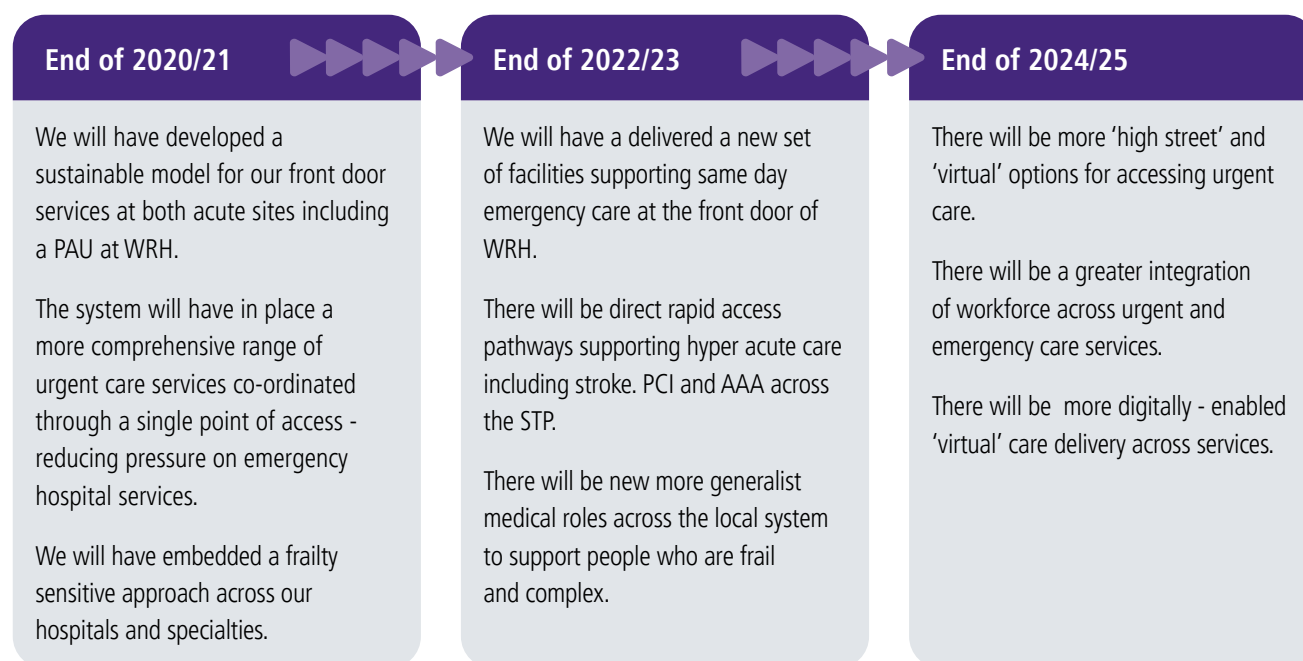 End of 2020/21
We will have developed a
sustainable model for our front door
services at both acute sites including
a PAU at WRH.
The system will have in place a
more comprehensive range of
urgent care services co-ordinated
through a single point of access -
reducing pressure on emergency
hospital services.
We will have embedded a frailty
sensitive approach across our
hospitals and specialties.
End of 2022/23
We will have a delivered a new set
of facilities supporting same day
emergency care at the front door of
WRH.
There will be direct rapid access
pathways supporting hyper acute care
including stroke. PCI and AAA across
the STP.
There will be new more generalist
medical roles across the local system
to support people who are frail
and complex.
End of 2024/25
There will be more ‘high street’ and
‘virtual’ options for accessing urgent
care.
There will be a greater integration
of workforce across urgent and
emergency care services.
There will be  more digitally - enabled
‘virtual’ care delivery across services.